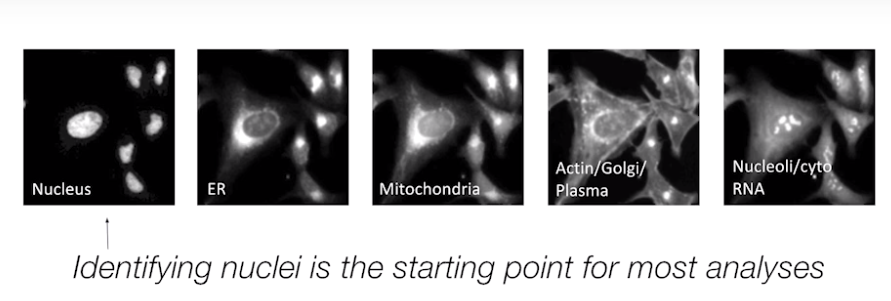 Nucleus
ER
Mitochondria
Actin/Golgi/
Plasma
Nucleoli/cyto
RNA
Identifying nuclei is the starting point for most analyses